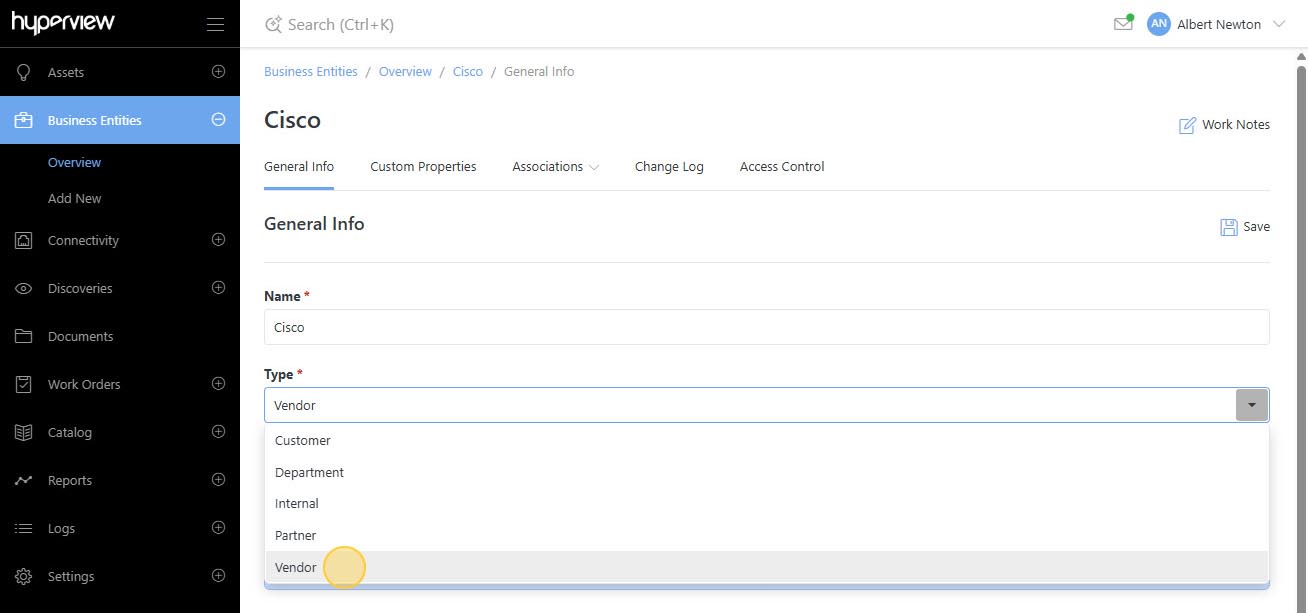 hyperview
Search (Ctrl+K)
AN
Albert Newton
Assets
Business Entities
Overview
Add New
Connectivity
Discoveries
Documents
Work Orders
Catalog
Reports
Logs
Settings
Business Entities / Overview / Cisco / General Info
Cisco
Work Notes
General Info
Custom Properties
Associations
Change Log
Access Control
General Info
Save
Name *
Cisco
Type *
Vendor
Customer
Department
Internal
Partner
Vendor